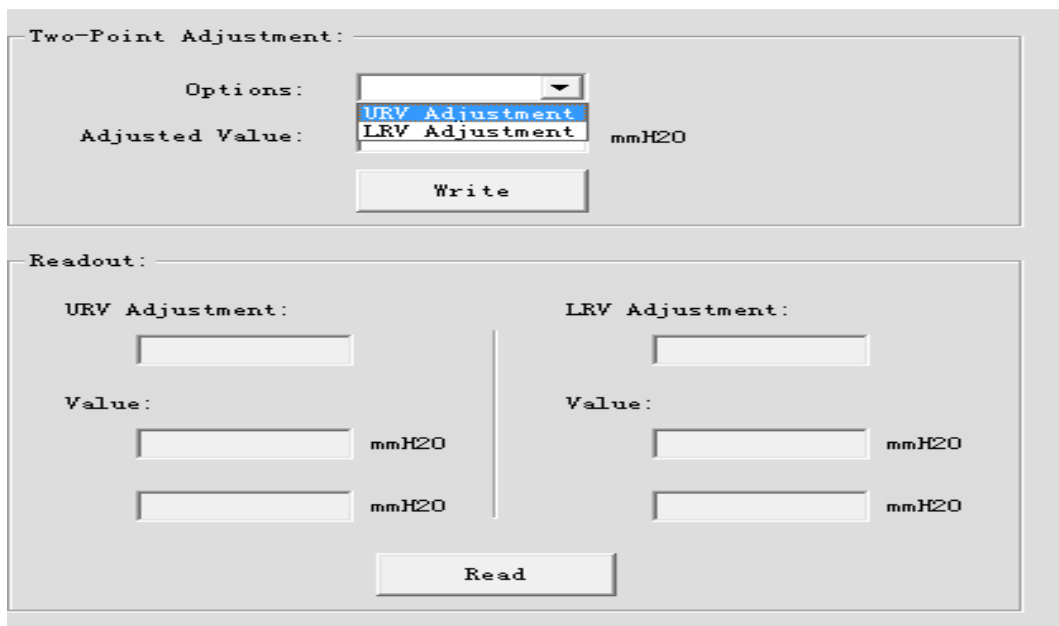 Two-Point Adjustment:
Options:
URV Adjustment
LRV Adjustment
Adjusted Value:
mmH2O
Write
Readout:
URV Adjustment:
LRV Adjustment:
Value:
Value:
mmH2O
mmH2O
mmH2O
mmH2O
Read